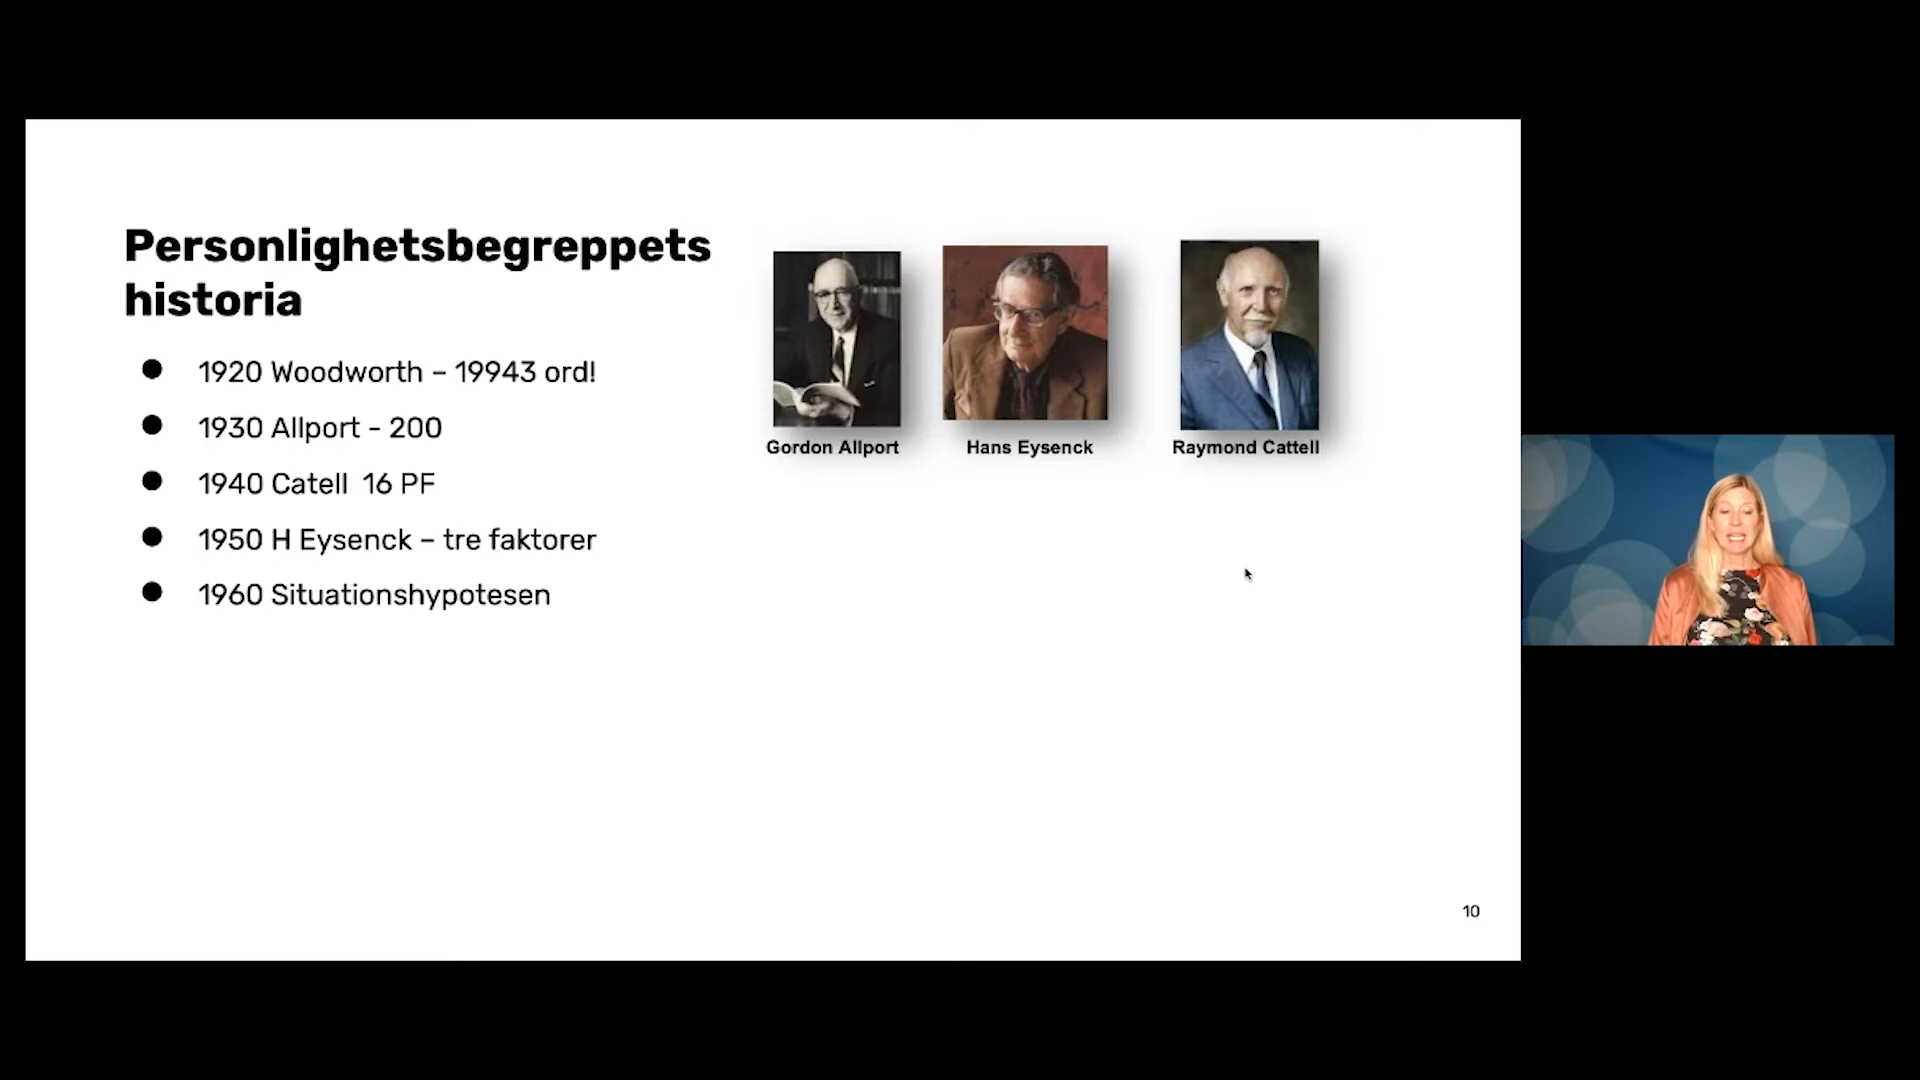 Personlighetsbegreppets
historia
1920 Woodworth – 19943 ord!
1930 Allport - 200
1940 Catell  16 PF
1950 H Eysenck – tre faktorer
1960 Situationshypotesen
Gordon Allport
Hans Eysenck
Raymond Cattell
10